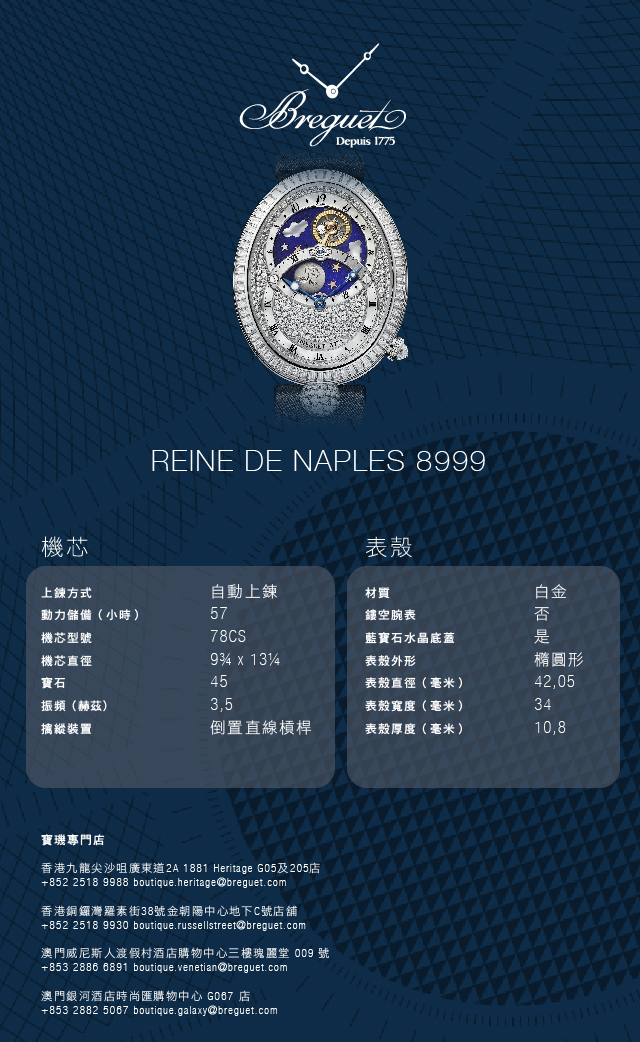 Breguet
Depuis 1775
REINE DE NAPLES 8999
機芯
上鍊方式 自動上鍊
動力儲備（小時） 57
機芯型號 78CS
機芯直徑 9¾ x 13¼
寶石 45
振頻（赫茲） 3,5
擒縱裝置 倒置直線槓桿
表殼
材質 白金
鏤空腕表 否
藍寶石水晶底蓋 是
表殼外形 橢圓形
表殼直徑（毫米） 42,05
表殼寬度（毫米） 34
表殼厚度（毫米） 10,8
寶璣專門店
香港九龍尖沙咀廣東道2A 1881 Heritage G05及205店
+852 2518 9988 boutique.heritage@breguet.com
香港銅鑼灣羅素街38號金朝陽中心地下C號店舖
+852 2518 9930 boutique.russellstreet@breguet.com
澳門威尼斯人渡假村酒店購物中心三樓瑰麗堂 009 號
+853 2886 6891 boutique.venetian@breguet.com
澳門銀河酒店時尚匯購物中心 G067 店
+853 2882 5067 boutique.galaxy@breguet.com